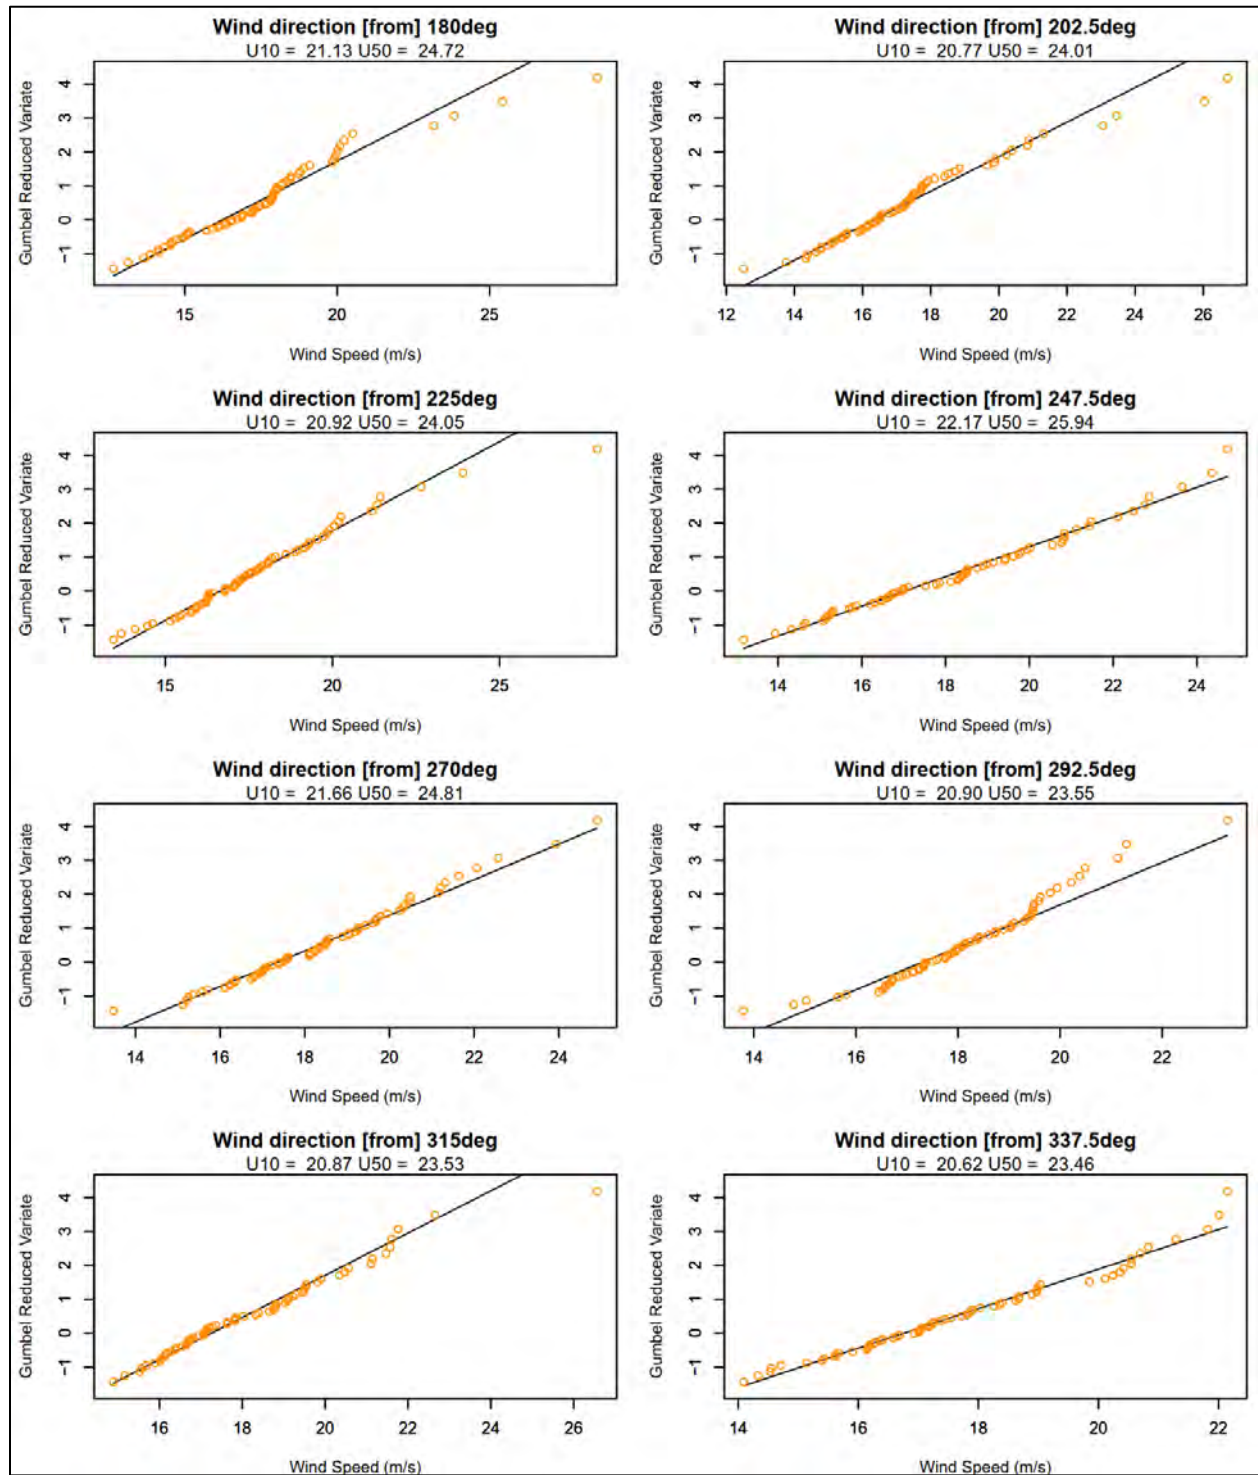 Wind direction [from] 180deg
U10 = 21.13 U50 = 24.72
Gumbel Reduced Variate
4
3
2
1
0
-1
15 20 25
Wind Speed (m/s)
Wind direction [from] 202.5deg
U10 = 20.77 U50 = 24.01
Gumbel Reduced Variate
4
3
2
1
0
-1
12 14 16 18 20 22 24 26
Wind Speed (m/s)
Wind direction [from] 225deg
U10 = 20.92 U50 = 24.05
Gumbel Reduced Variate
4
3
2
1
0
-1
15 20 25
Wind Speed (m/s)
Wind direction [from] 247.5deg
U10 = 22.17 U50 = 25.94
Gumbel Reduced Variate
4
3
2
1
0
-1
14 16 18 20 22 24
Wind Speed (m/s)
Wind direction [from] 270deg
U10 = 21.66 U50 = 24.81
Gumbel Reduced Variate
4
3
2
1
0
-1
14 16 18 20 22 24
Wind Speed (m/s)
Wind direction [from] 292.5deg
U10 = 20.90 U50 = 23.55
Gumbel Reduced Variate
4
3
2
1
0
-1
14 16 18 20 22
Wind Speed (m/s)
Wind direction [from] 315deg
U10 = 20.87 U50 = 23.53
Gumbel Reduced Variate
4
3
2
1
0
-1
16 18 20 22 24 26
Wind Speed (m/s)
Wind direction [from] 337.5deg
U10 = 20.62 U50 = 23.46
Gumbel Reduced Variate
4
3
2
1
0
-1
14 16 18 20 22
Wind Speed (m/s)